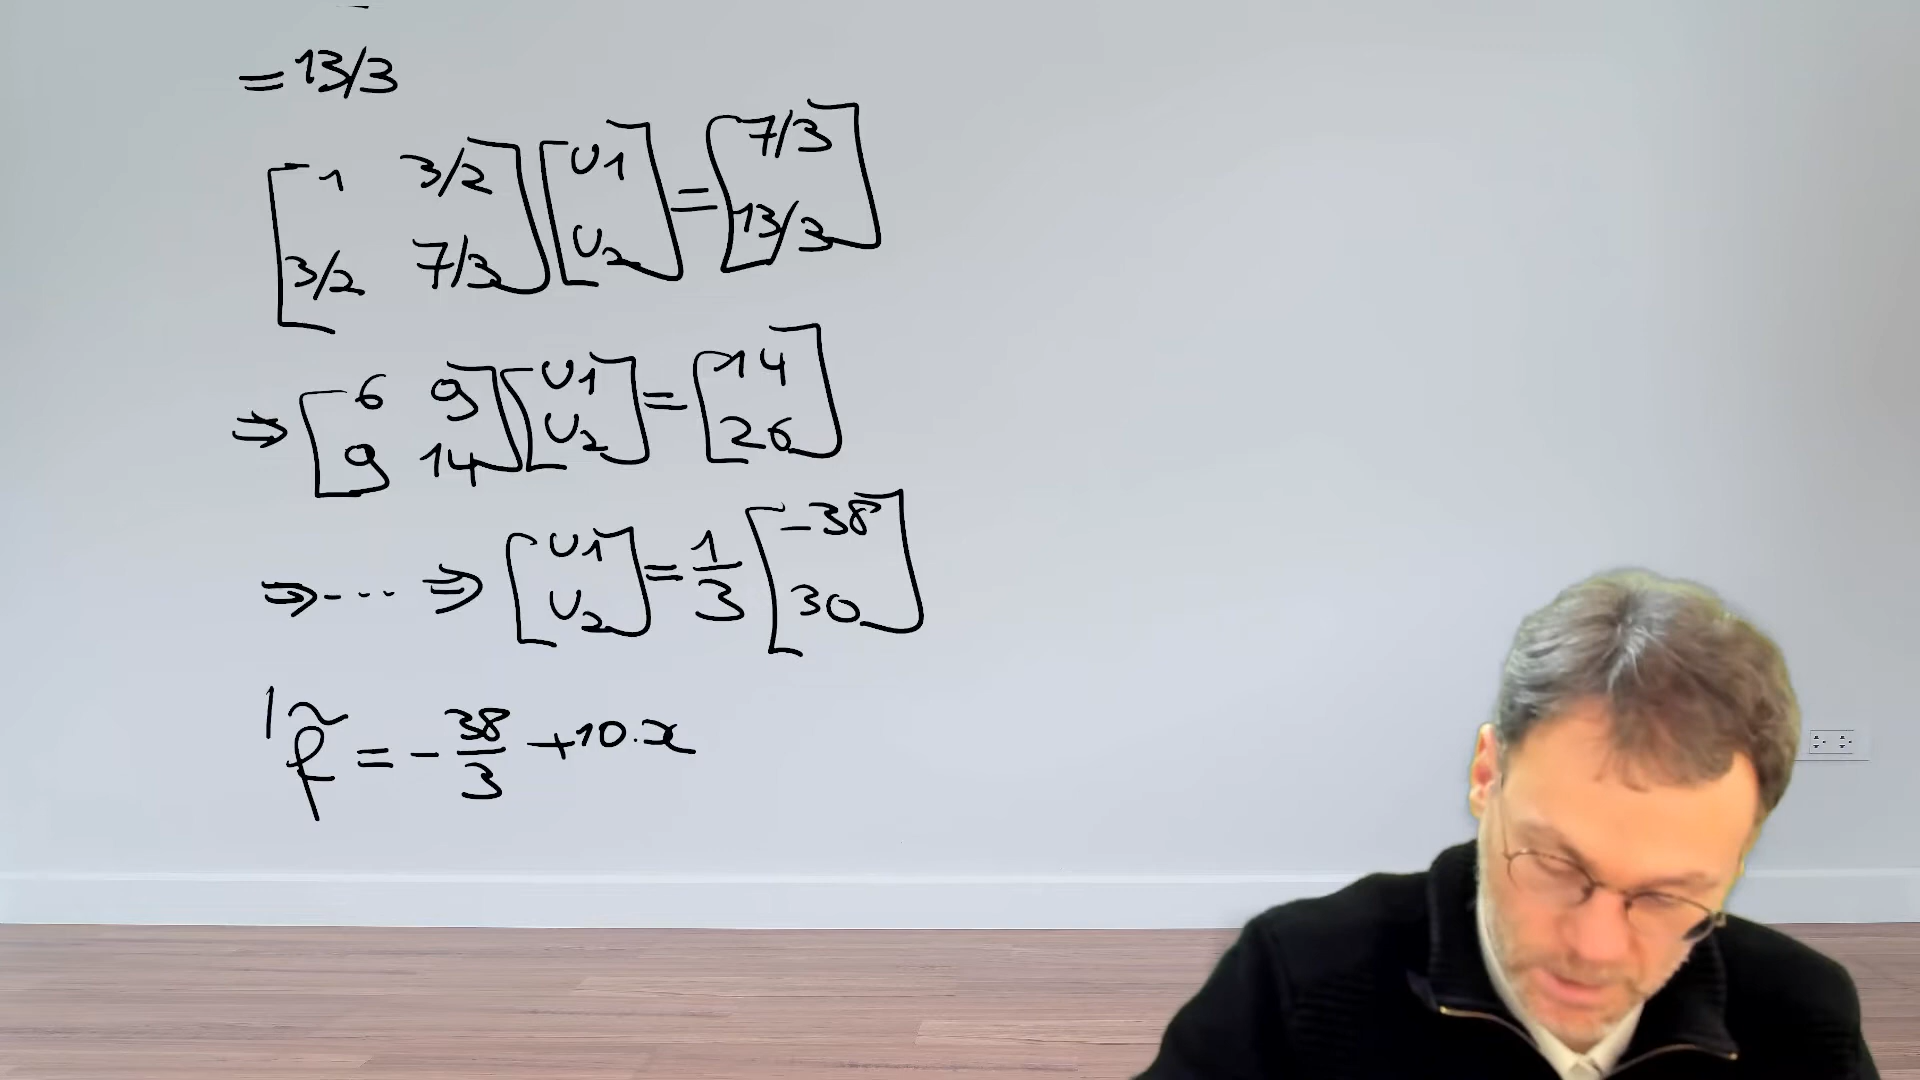 = 13/3
[1 3/2; 3/2 7/3] [U1; U2] = [7/3; 13/3]
⇒ [6 9; 9 14] [U1; U2] = [14; 26]
⇒ ... ⇒ [U1; U2] = 1/3 [-38; 30]
¹f̃ = - 38/3 + 10.x